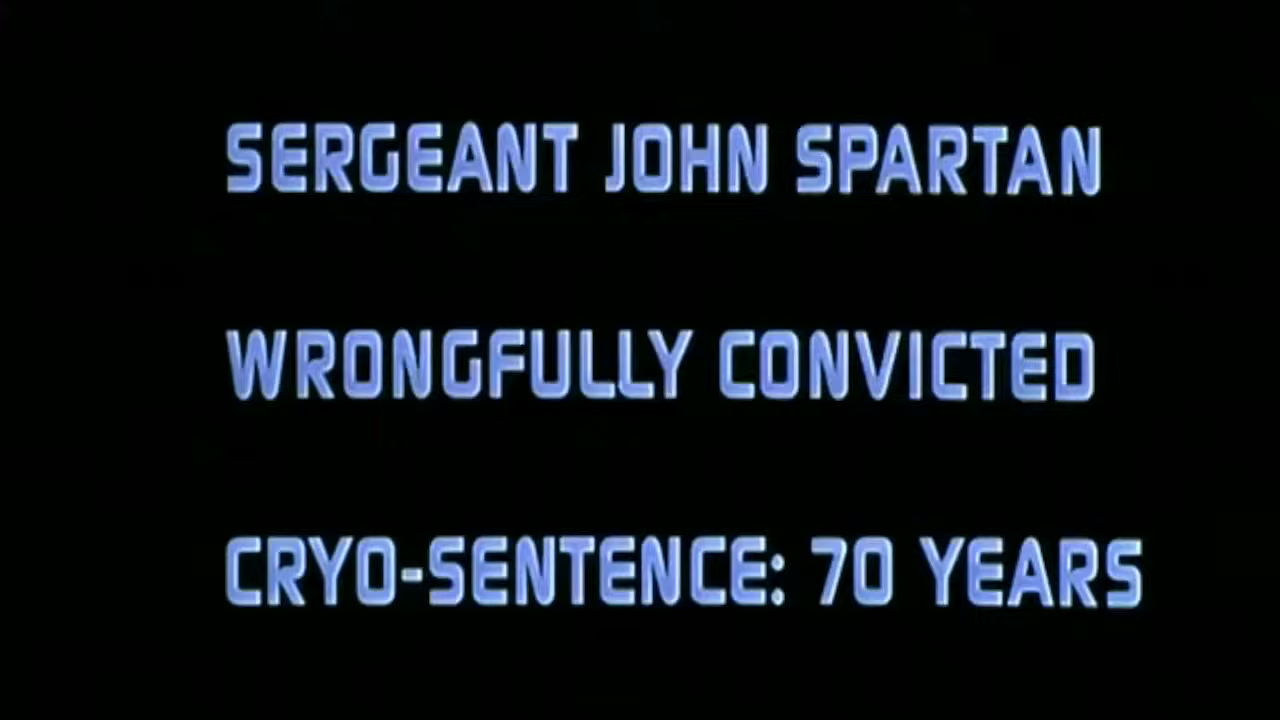 SERGEANT JOHN SPARTAN
WRONGFULLY CONVICTED
CRYO-SENTENCE: 70 YEARS